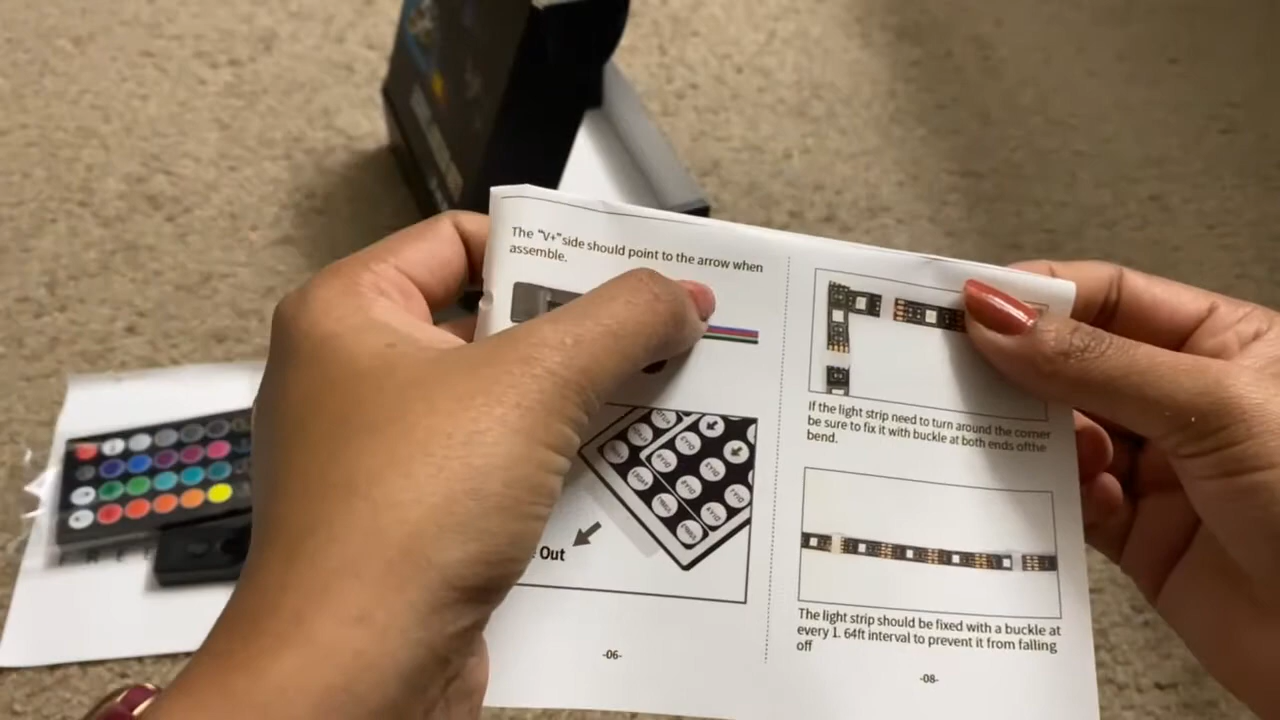 The "V+"side should point to the arrow when
assemble.
Out
-06-
If the light strip need to turn around the corner
be sure to fix it with buckle at both ends ofthe
bend.
The light strip should be fixed with a buckle at
every 1. 64ft interval to prevent it from falling
off
-08-